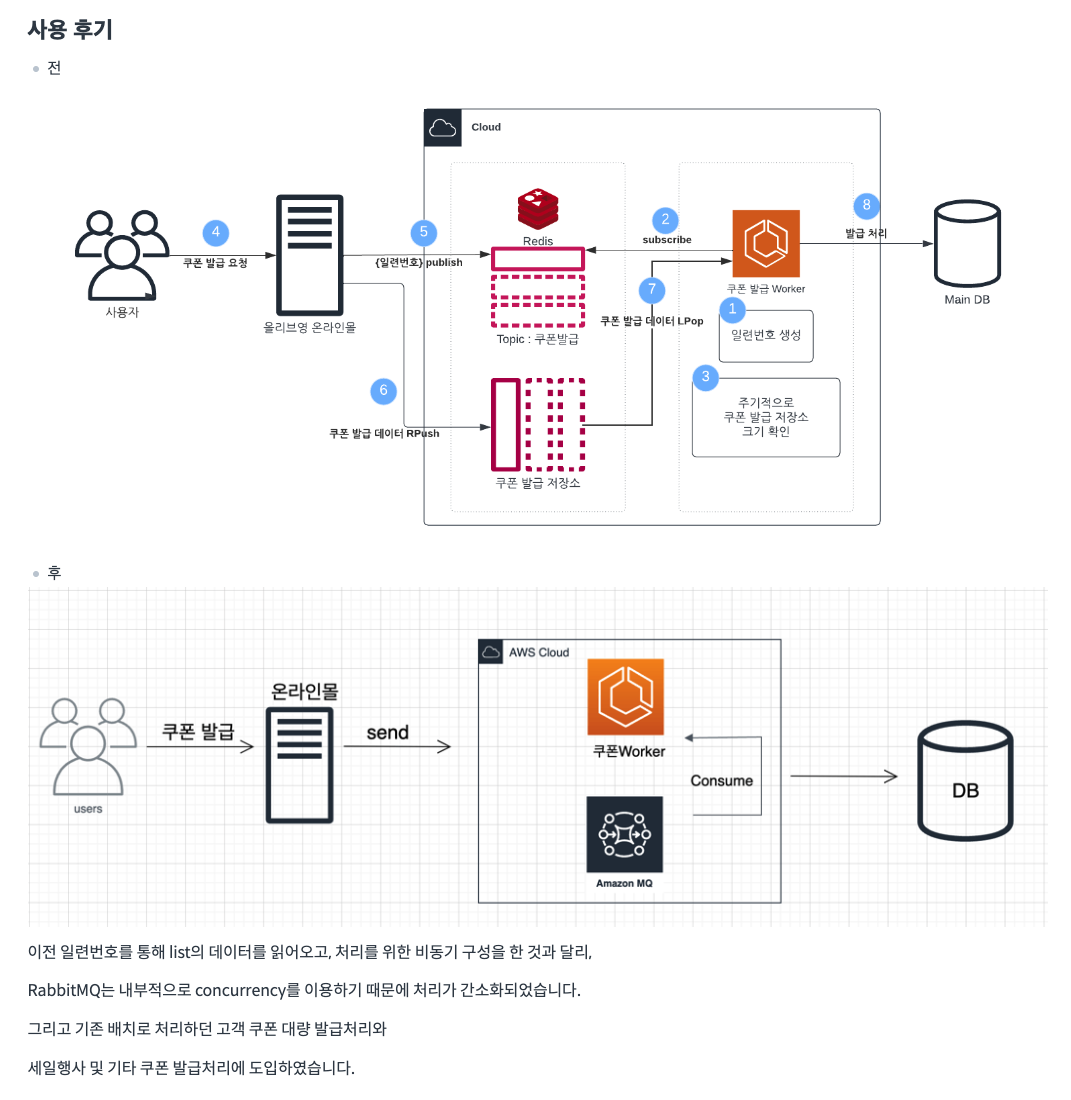 사용 후기
전
Cloud
4
쿠폰 발급 요청
사용자
올리브영 온라인몰
5
{일련번호} publish
6
쿠폰 발급 데이터 RPush
Redis
Topic : 쿠폰발급
쿠폰 발급 저장소
2
subscribe
7
쿠폰 발급 데이터 LPop
쿠폰 발급 Worker
1
일련번호 생성
3
주기적으로
쿠폰 발급 저장소
크기 확인
8
발급 처리
Main DB
후
users
쿠폰 발급
온라인몰
send
AWS Cloud
쿠폰Worker
Consume
Amazon MQ
DB
이전 일련번호를 통해 list의 데이터를 읽어오고, 처리를 위한 비동기 구성을 한 것과 달리,
RabbitMQ는 내부적으로 concurrency를 이용하기 때문에 처리가 간소화되었습니다.
그리고 기존 배치로 처리하던 고객 쿠폰 대량 발급처리와
세일행사 및 기타 쿠폰 발급처리에 도입하였습니다.